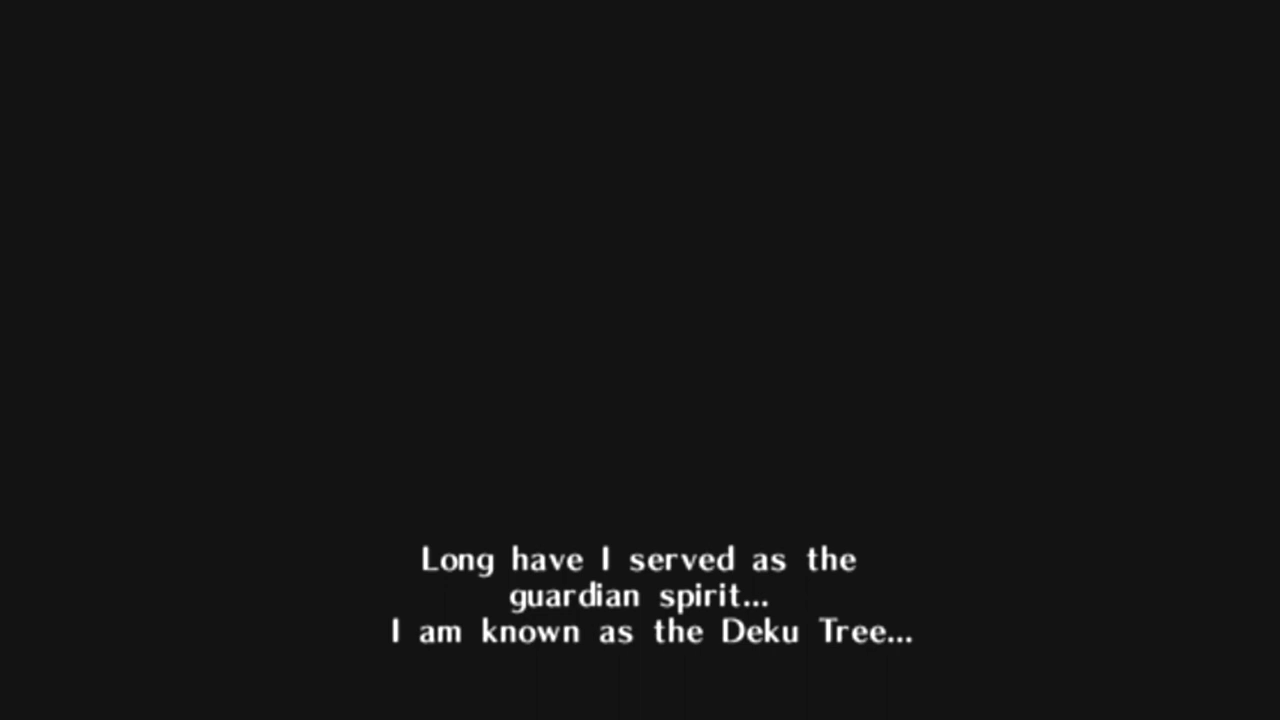 Long have I served as the
guardian spirit...
I am known as the Deku Tree...